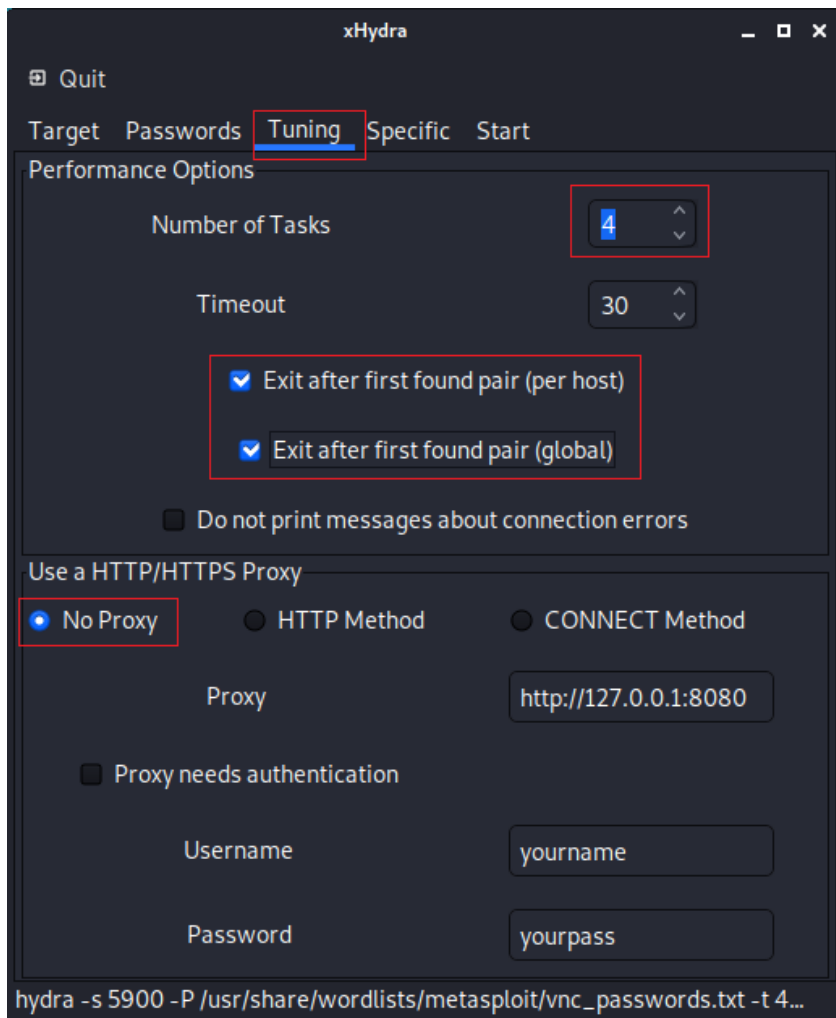 xHydra
Quit
Target Passwords Tuning Specific Start
Performance Options
Number of Tasks 4
Timeout 30
Exit after first found pair (per host)
Exit after first found pair (global)
Do not print messages about connection errors
Use a HTTP/HTTPS Proxy
No Proxy HTTP Method CONNECT Method
Proxy http://127.0.0.1:8080
Proxy needs authentication
Username yourname
Password yourpass
hydra -s 5900 -P /usr/share/wordlists/metasploit/vnc_passwords.txt -t 4...